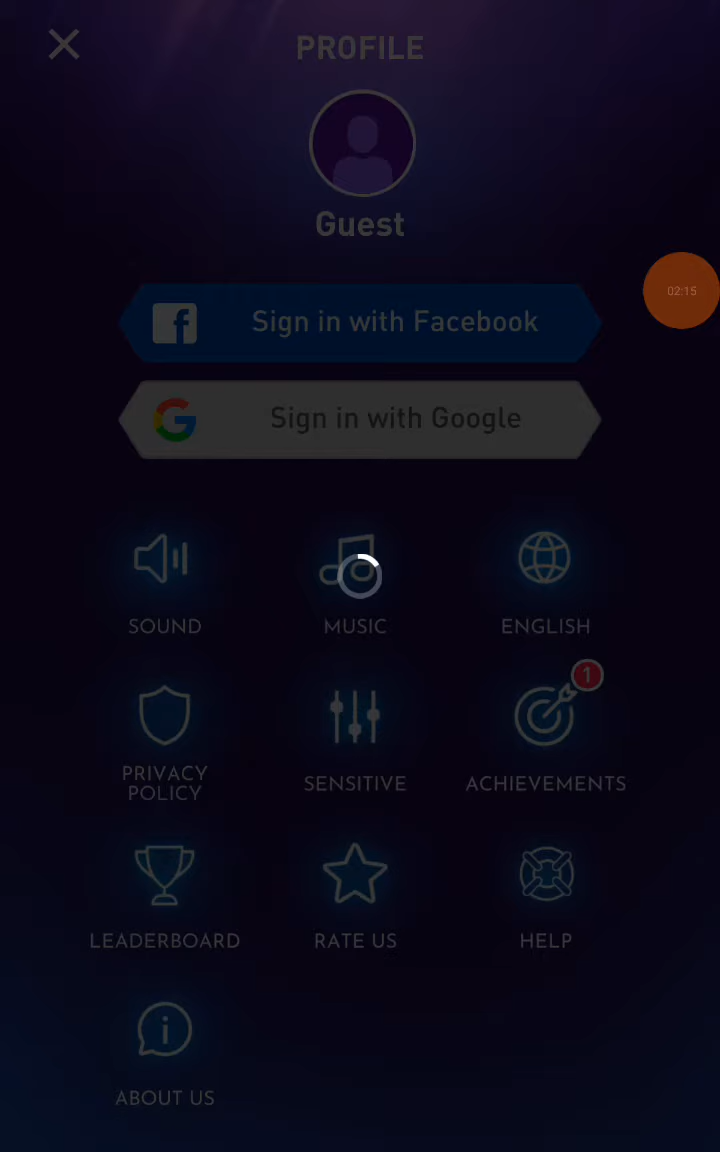 PROFILE
Guest
02:15
Sign in with Facebook
Sign in with Google
SOUND
MUSIC
ENGLISH
1
PRIVACY
POLICY
SENSITIVE
ACHIEVEMENTS
LEADERBOARD
RATE US
HELP
ABOUT US